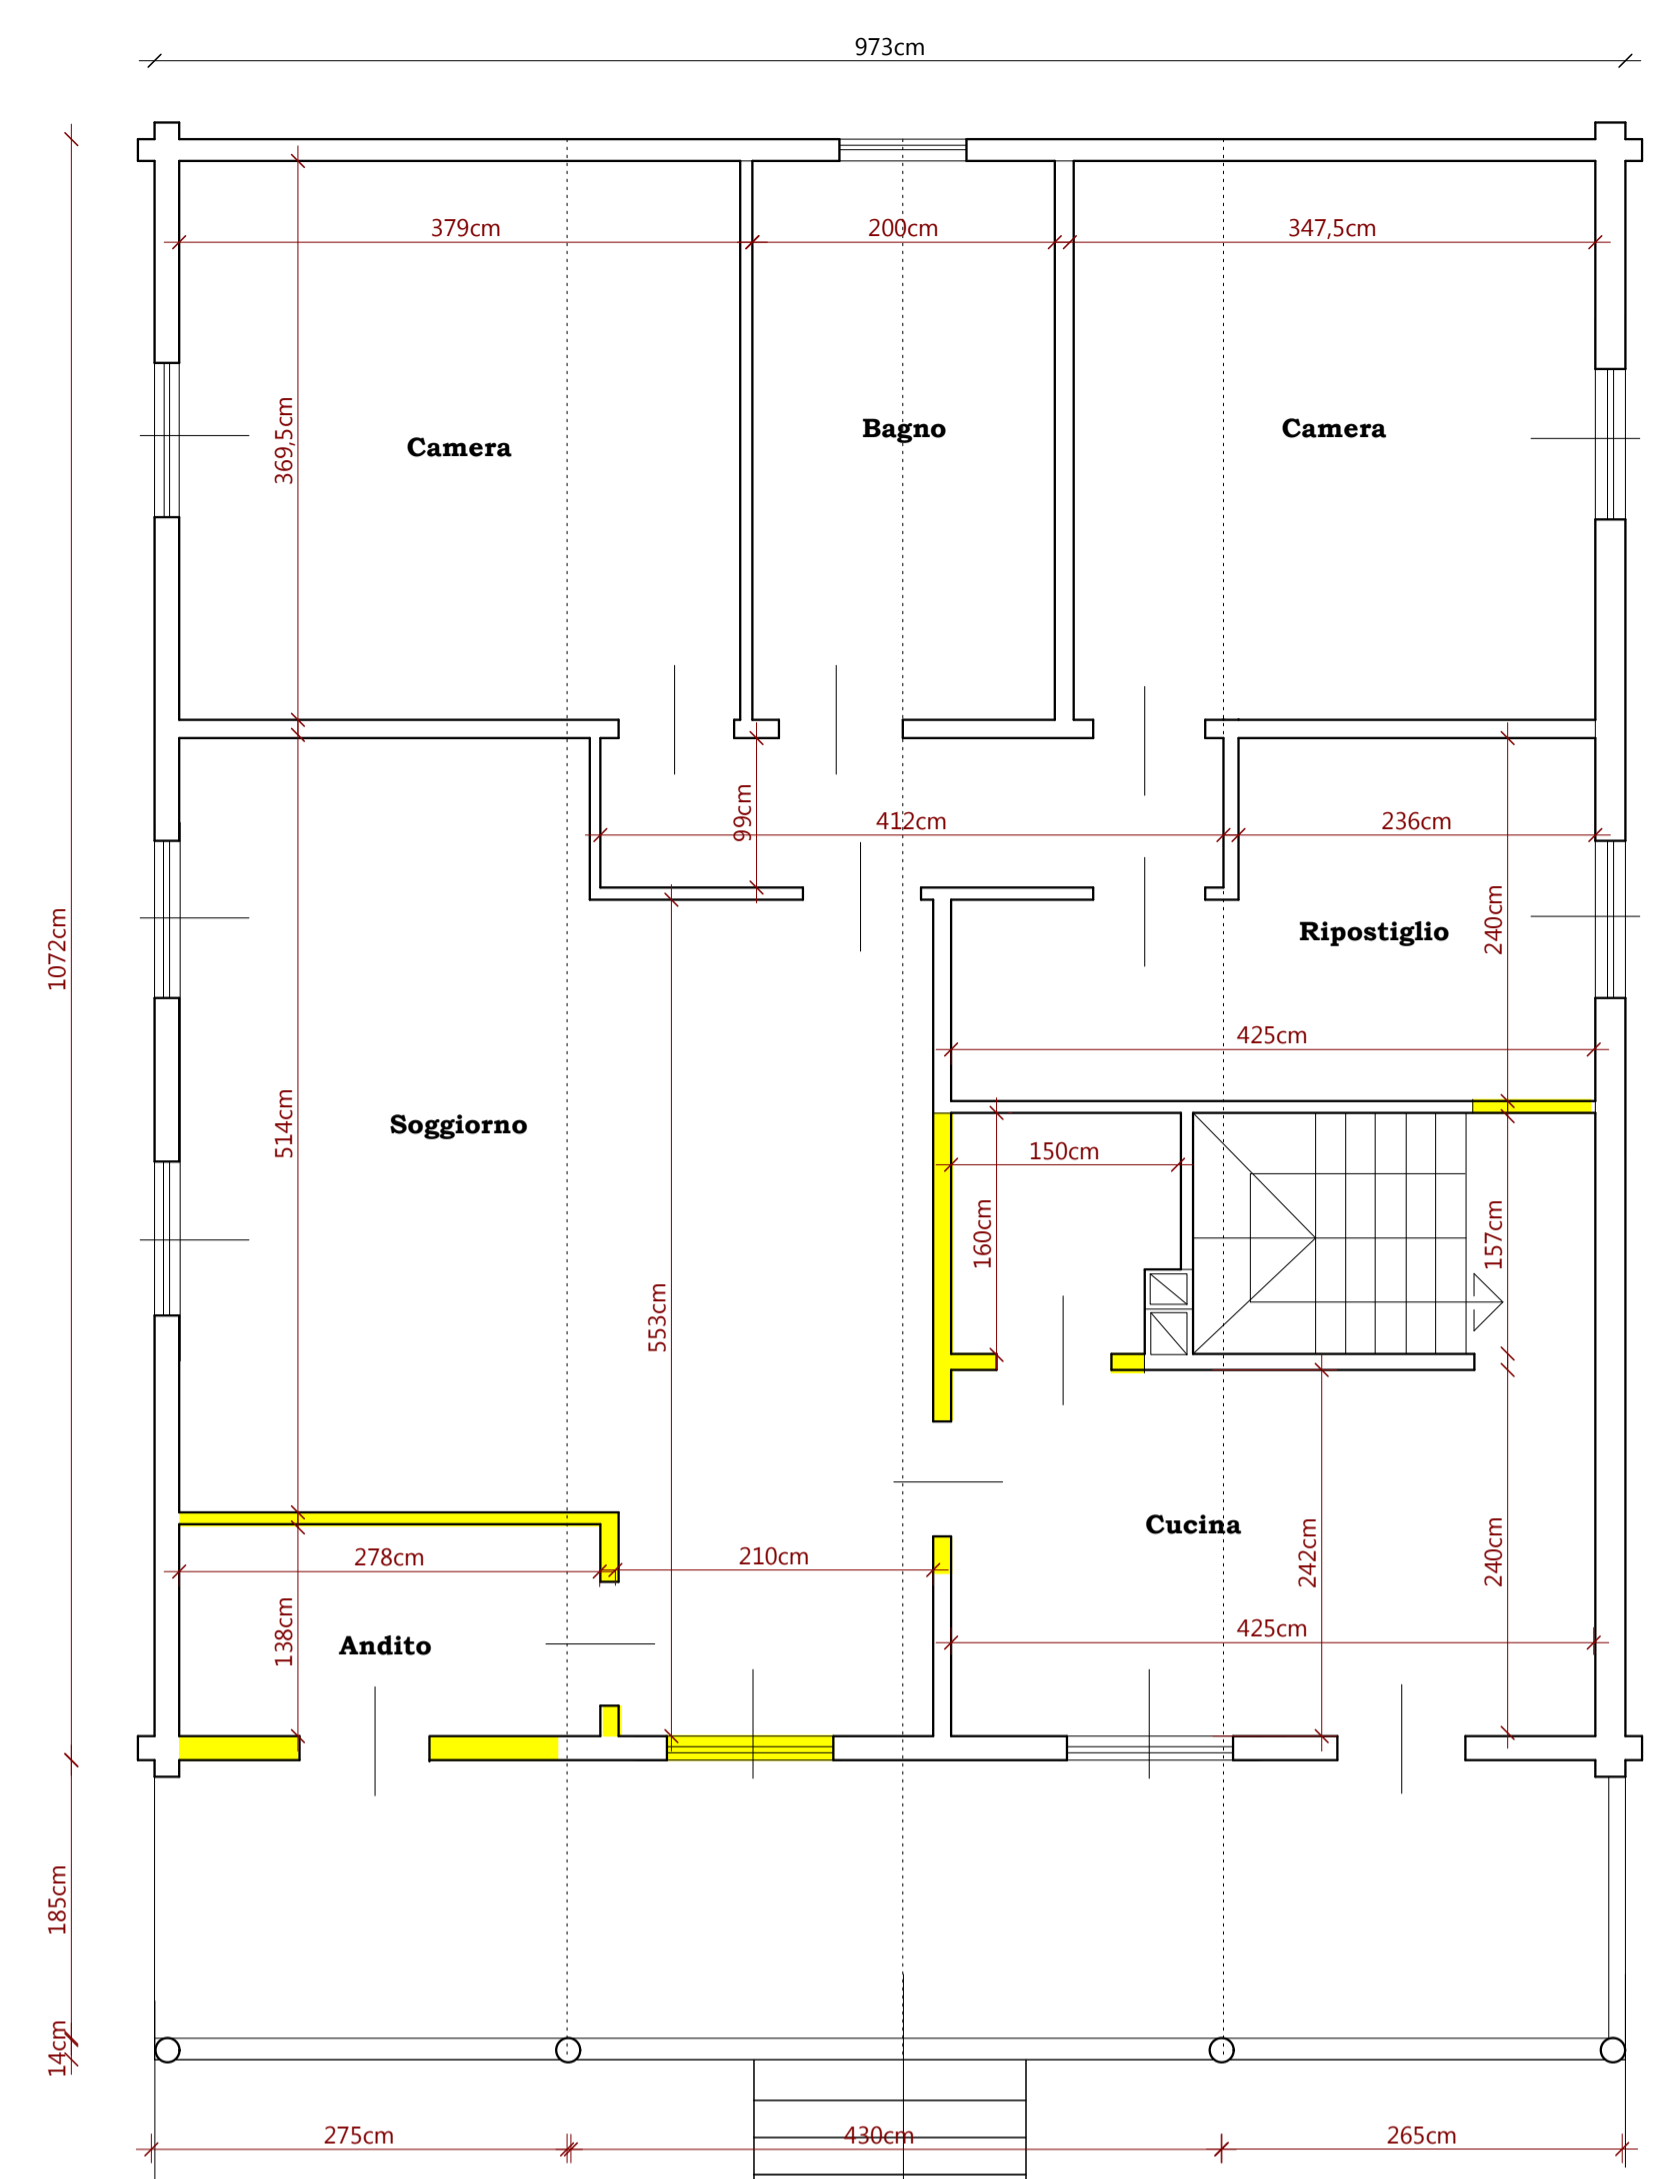 973cm
379cm
200cm
347,5cm
369,5cm
Camera
Bagno
Camera
99cm
412cm
236cm
240cm
Ripostiglio
1072cm
425cm
514cm
Soggiorno
150cm
160cm
157cm
553cm
Cucina
242cm
240cm
278cm
210cm
138cm
Andito
425cm
185cm
14cm
275cm
430cm
265cm